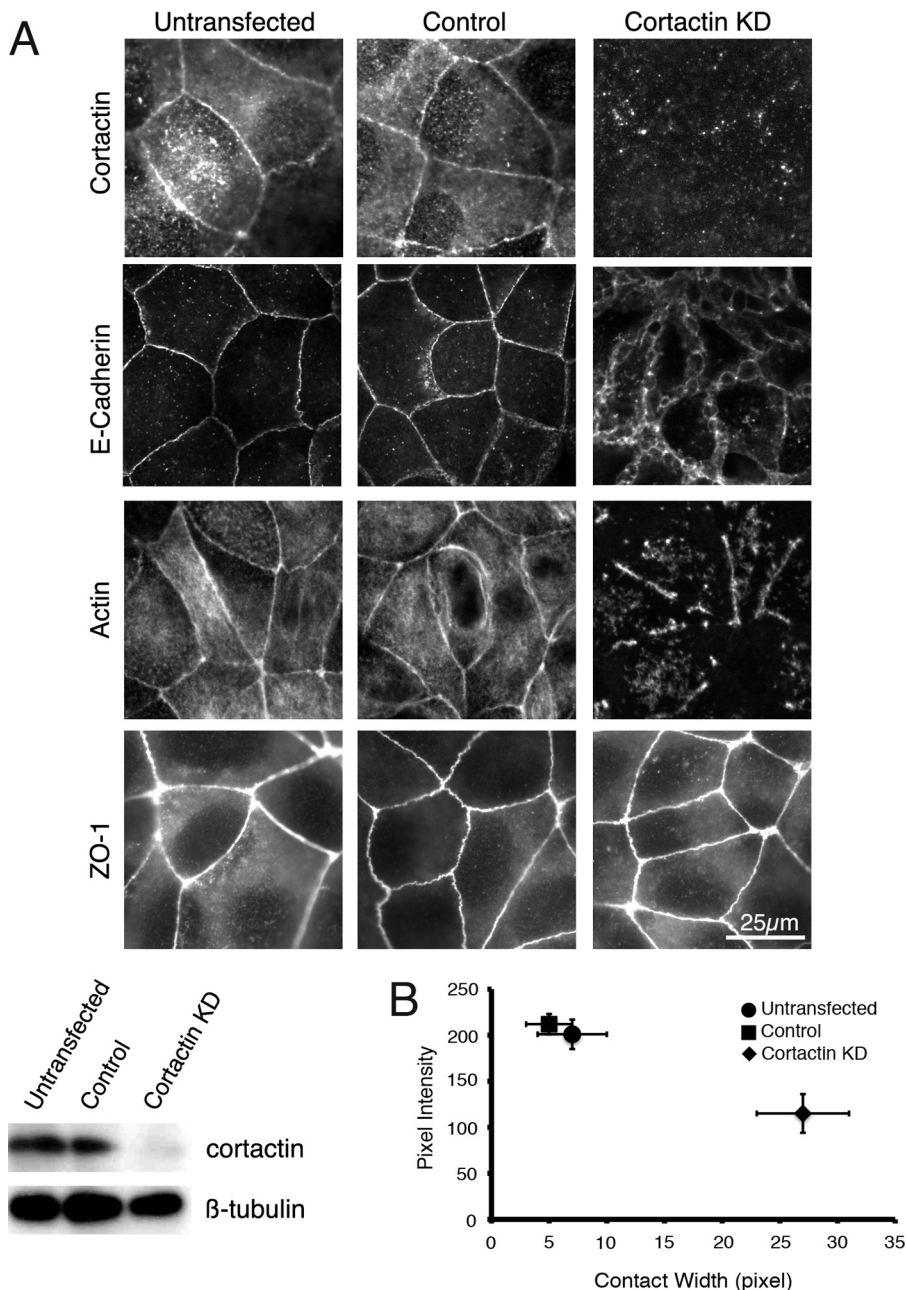 A
Untransfected
Control
Cortactin KD
Cortactin
E-Cadherin
Actin
ZO-1
25µm
Untransfected
Control
Cortactin KD
cortactin
ß-tubulin
B
Pixel Intensity
250
200
150
100
50
0
0 5 10 15 20 25 30 35
Contact Width (pixel)
Untransfected
Control
Cortactin KD